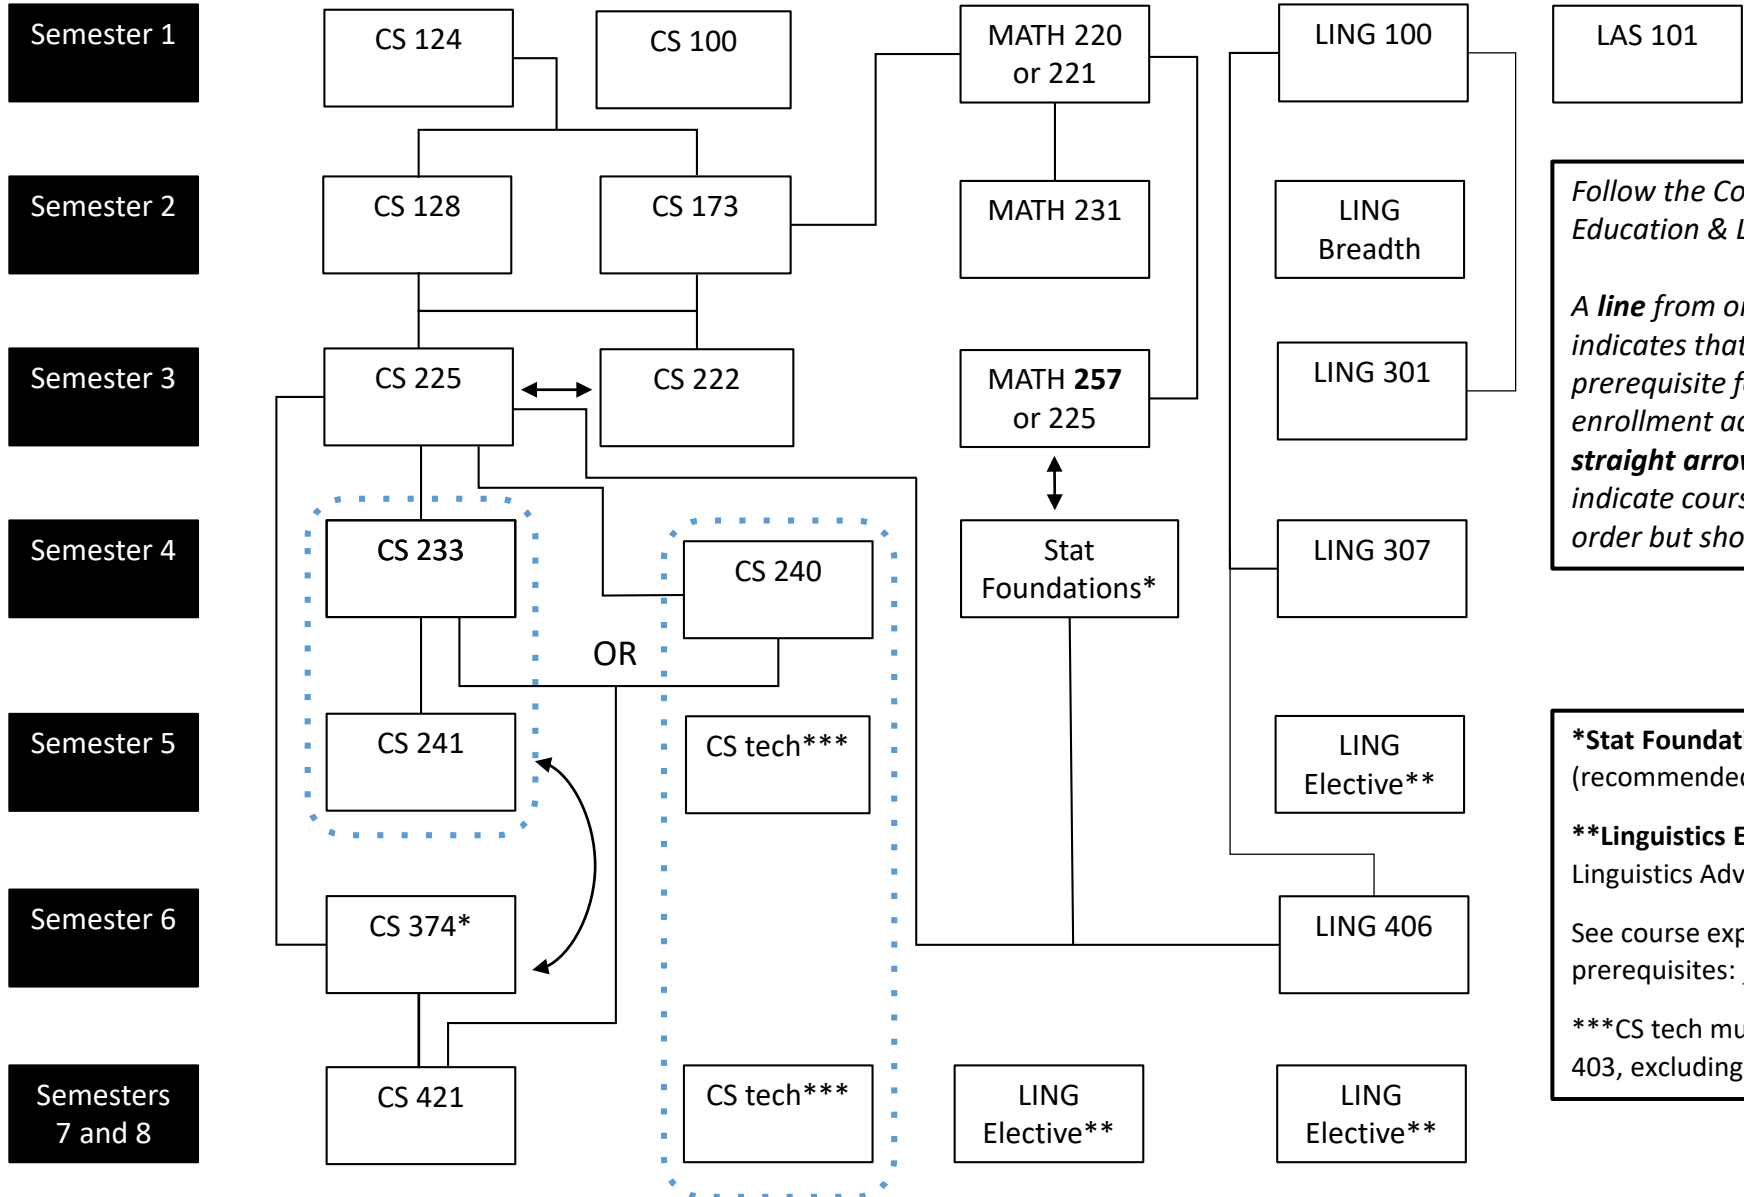 Semester 1
CS 124
CS 100
MATH 220
or 221
LING 100
LAS 101
Semester 2
CS 128
CS 173
MATH 231
LING
Breadth
Follow the Co
Education & L
A line from or
indicates that
prerequisite fo
enrollment ac
straight arrov
indicate cours
order but sho
Semester 3
CS 225
CS 222
MATH 257
or 225
LING 301
Semester 4
CS 233
CS 240
Stat
Foundations*
LING 307
OR
Semester 5
CS 241
CS tech***
LING
Elective**
*Stat Foundati
(recommended
**Linguistics E
Linguistics Adv
See course exp
prerequisites:
***CS tech mu
403, excluding
Semester 6
CS 374*
LING 406
Semesters
7 and 8
CS 421
CS tech***
LING
Elective**
LING
Elective**